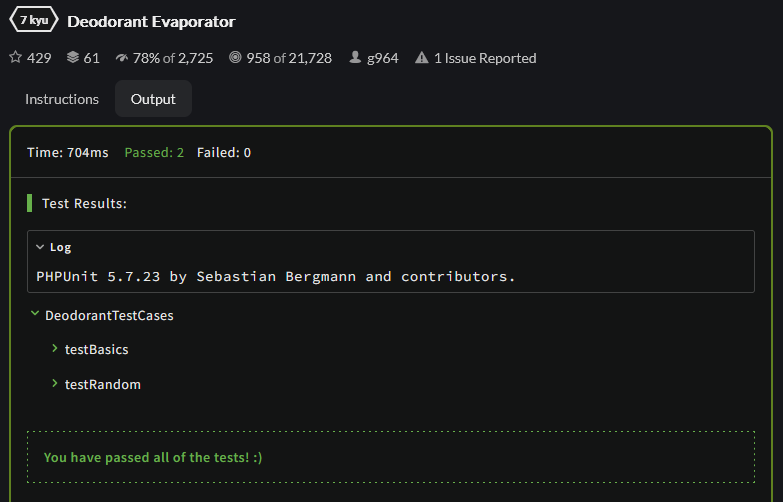 7 kyu Deodorant Evaporator
429 61 78% of 2,725 958 of 21,728 g964 1 Issue Reported
Instructions Output
Time: 704ms Passed: 2 Failed: 0
Test Results:
Log
PHPUnit 5.7.23 by Sebastian Bergmann and contributors.
DeodorantTestCases
testBasics
testRandom
You have passed all of the tests! :)